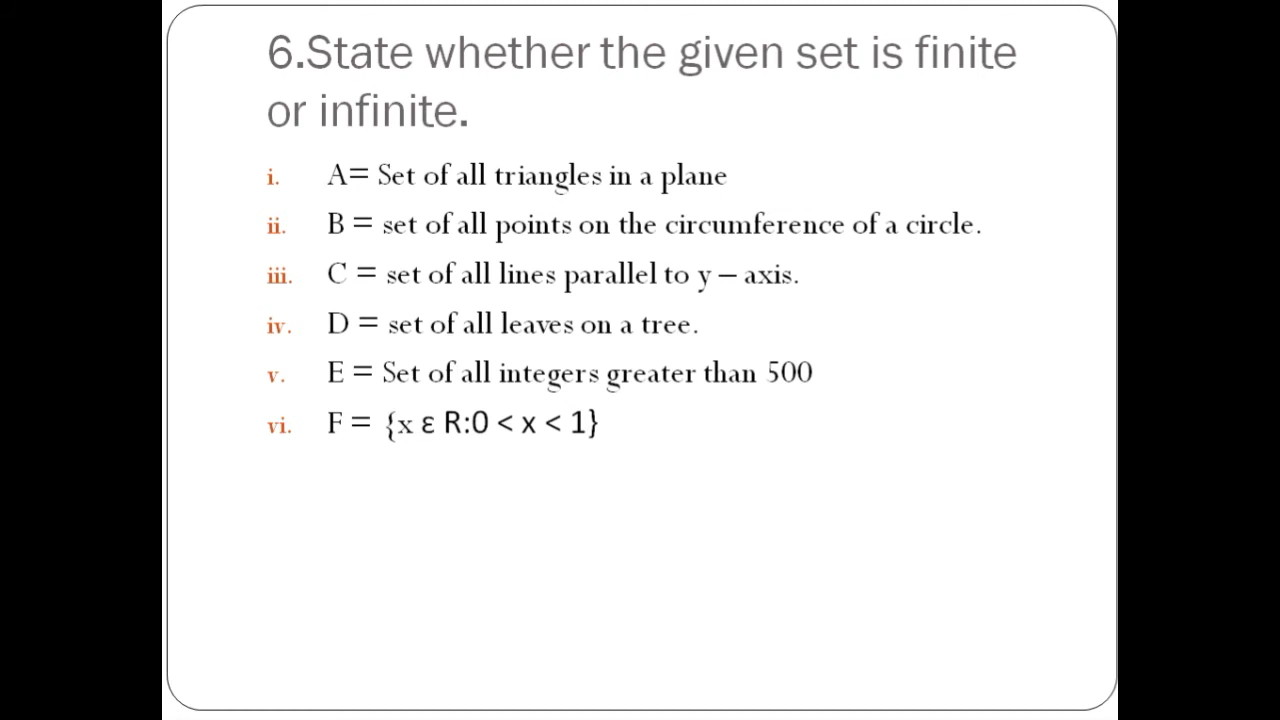 6.State whether the given set is finite
or infinite.
i. A= Set of all triangles in a plane
ii. B = set of all points on the circumference of a circle.
iii. C = set of all lines parallel to y – axis.
iv. D = set of all leaves on a tree.
v. E = Set of all integers greater than 500
vi. F = {x ε R:0 < x < 1}